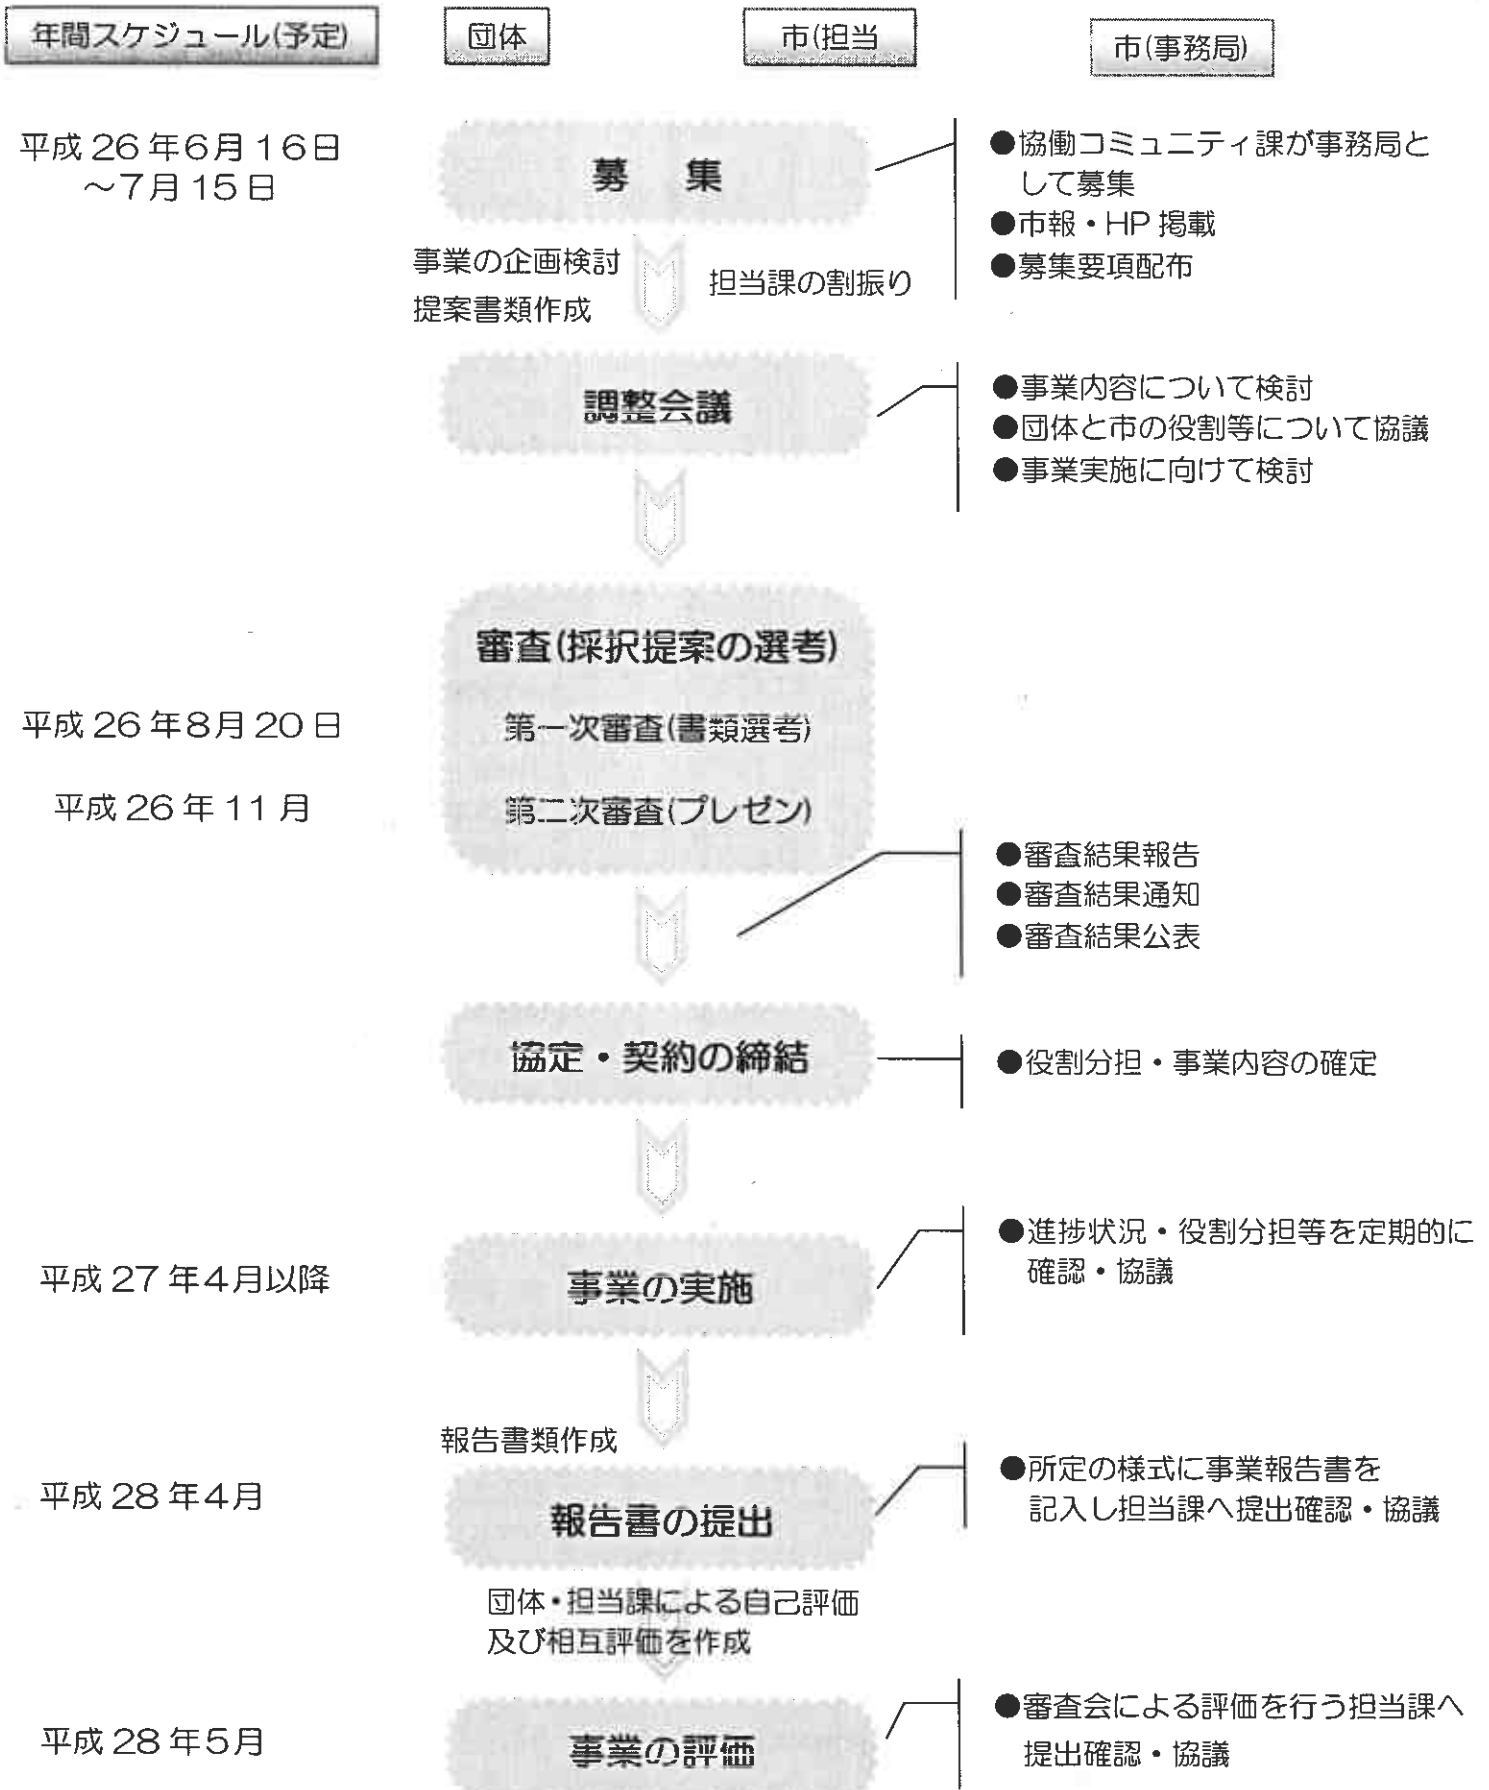 年間スケジュール(予定)
団体
市(担当
市(事務局)
平成26年6月16日
～7月15日
募　集
●協働コミュニティ課が事務局と
して募集
●市報・HP掲載
●募集要項配布
事業の企画検討
提案書類作成
担当課の割振り
調整会議
●事業内容について検討
●団体と市の役割等について協議
●事業実施に向けて検討
審査(採択提案の選考)
平成26年8月20日
第一次審査(書類選考)
平成26年11月
第二次審査(プレゼン)
●審査結果報告
●審査結果通知
●審査結果公表
協定・契約の締結
●役割分担・事業内容の確定
平成27年4月以降
事業の実施
●進捗状況・役割分担等を定期的に
確認・協議
報告書類作成
平成28年4月
報告書の提出
●所定の様式に事業報告書を
記入し担当課へ提出確認・協議
団体・担当課による自己評価
及び相互評価を作成
平成28年5月
事業の評価
●審査会による評価を行う担当課へ
提出確認・協議